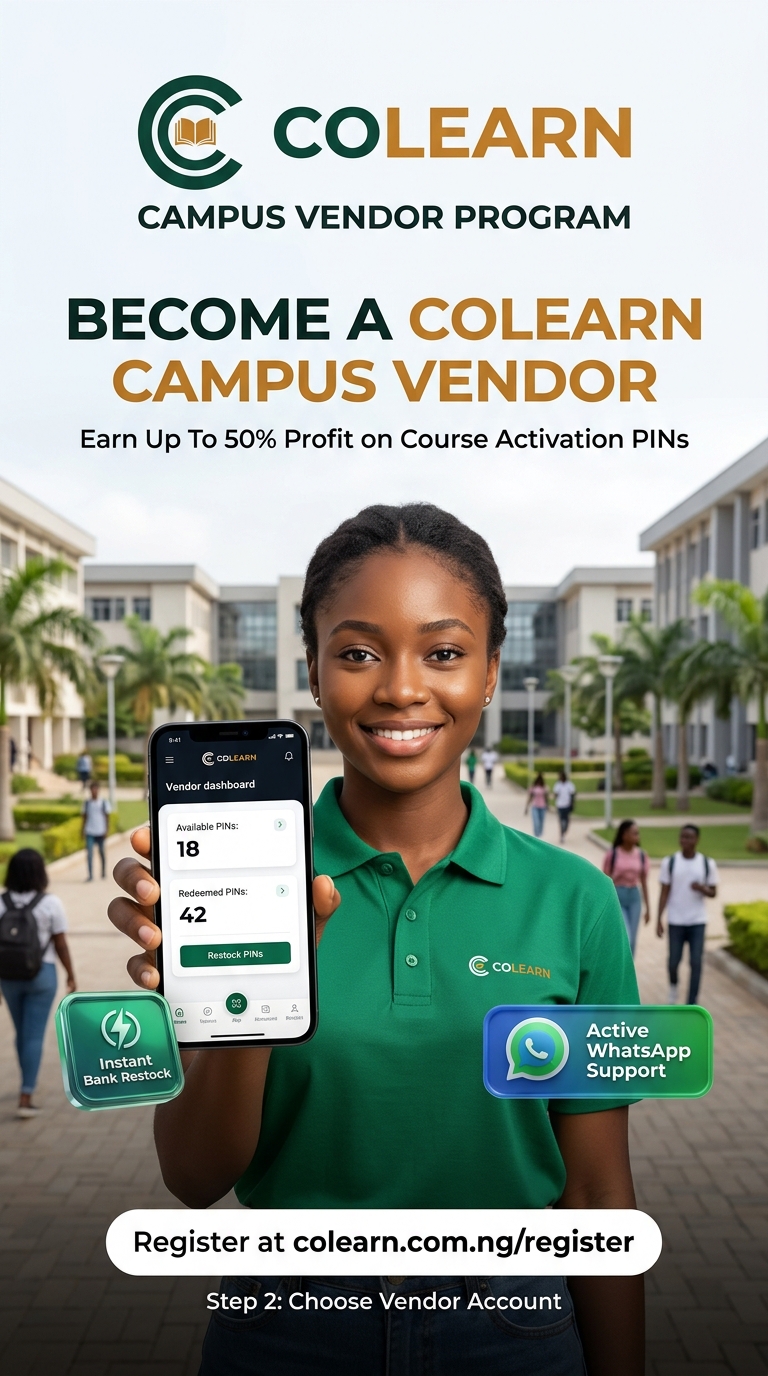 COLEARN
CAMPUS VENDOR PROGRAM
BECOME A COLEARN
CAMPUS VENDOR
Earn Up To 50% Profit on Course Activation PINs
9:41
COLEARN
Vendor dashboard
Available PINs:
18
Redeemed PINs:
42
Restock PINs
COLEARN
Instant
Bank Restock
Active
WhatsApp
Support
Register at colearn.com.ng/register
Step 2: Choose Vendor Account